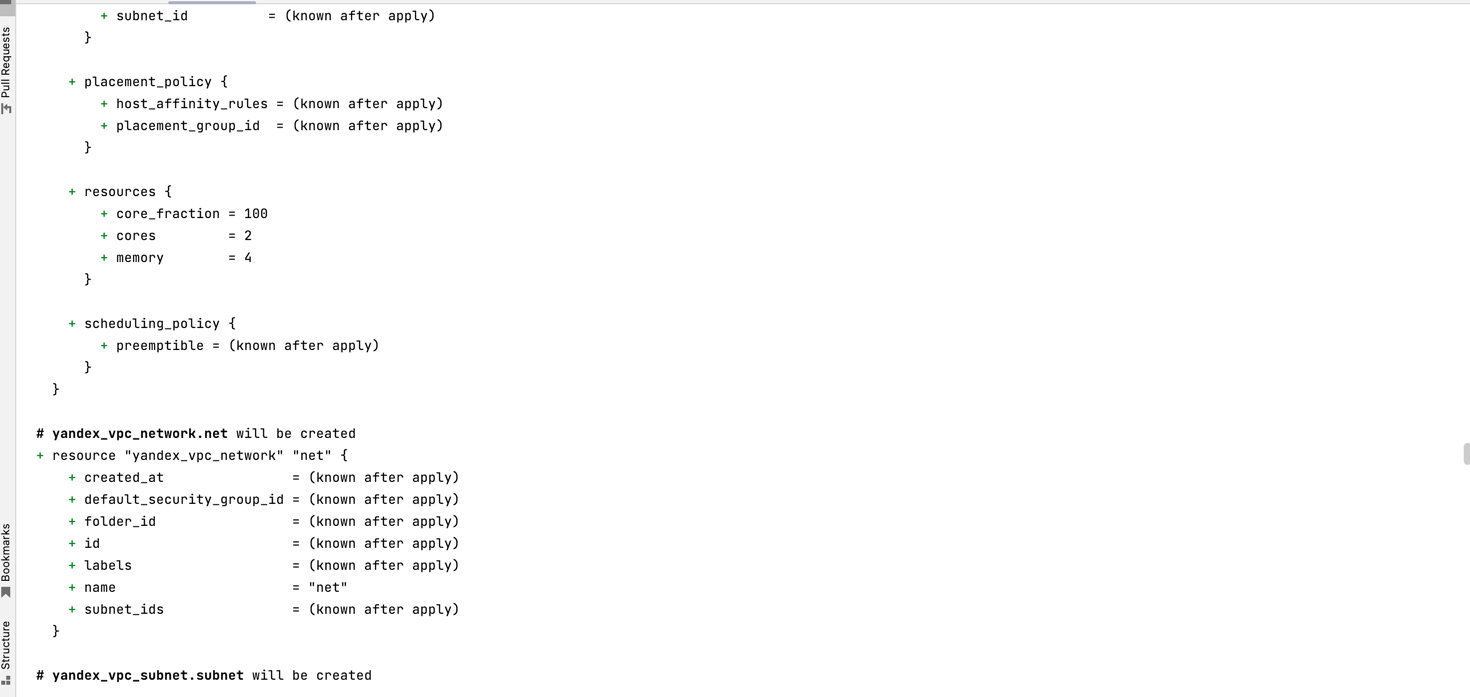 + subnet_id          = (known after apply)
}
+ placement_policy {
+ host_affinity_rules = (known after apply)
+ placement_group_id  = (known after apply)
}
+ resources {
+ core_fraction = 100
+ cores         = 2
+ memory        = 4
}
+ scheduling_policy {
+ preemptible = (known after apply)
}
}
# yandex_vpc_network.net will be created
+ resource "yandex_vpc_network" "net" {
+ created_at                = (known after apply)
+ default_security_group_id = (known after apply)
+ folder_id                 = (known after apply)
+ id                        = (known after apply)
+ labels                    = (known after apply)
+ name                      = "net"
+ subnet_ids                = (known after apply)
}
# yandex_vpc_subnet.subnet will be created
Pull Requests
Bookmarks
Structure